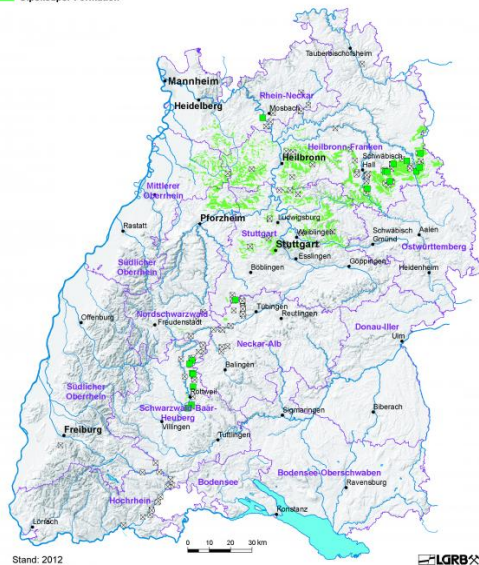 Tauberbischofsheim
Mannheim
Rhein-Neckar
Heidelberg
Mosbach
Heilbronn-Franken
Heilbronn
Schwäbisch
Hall
Mittlerer
Oberrhein
Rastatt
Pforzheim
Ludwigsburg
Stuttgart
Waiblingen
Stuttgart
Esslingen
Schwäbisch
Gmünd
Aalen
Ostwürttemberg
Böblingen
Göppingen
Heidenheim
Südlicher
Oberrhein
Nordschwarzwald
Offenburg
Freudenstadt
Tübingen
Reutlingen
Donau-Iller
Ulm
Neckar-Alb
Balingen
Südlicher
Oberrhein
Rottweil
Schwarzwald-Baar-
Heuberg
Villingen
Sigmaringen
Biberach
Freiburg
Tuttlingen
Bodensee-Oberschwaben
Bodensee
Ravensburg
Hochrhein
Lörrach
Konstanz
0 10 20 30 km
Stand: 2012
LGRB